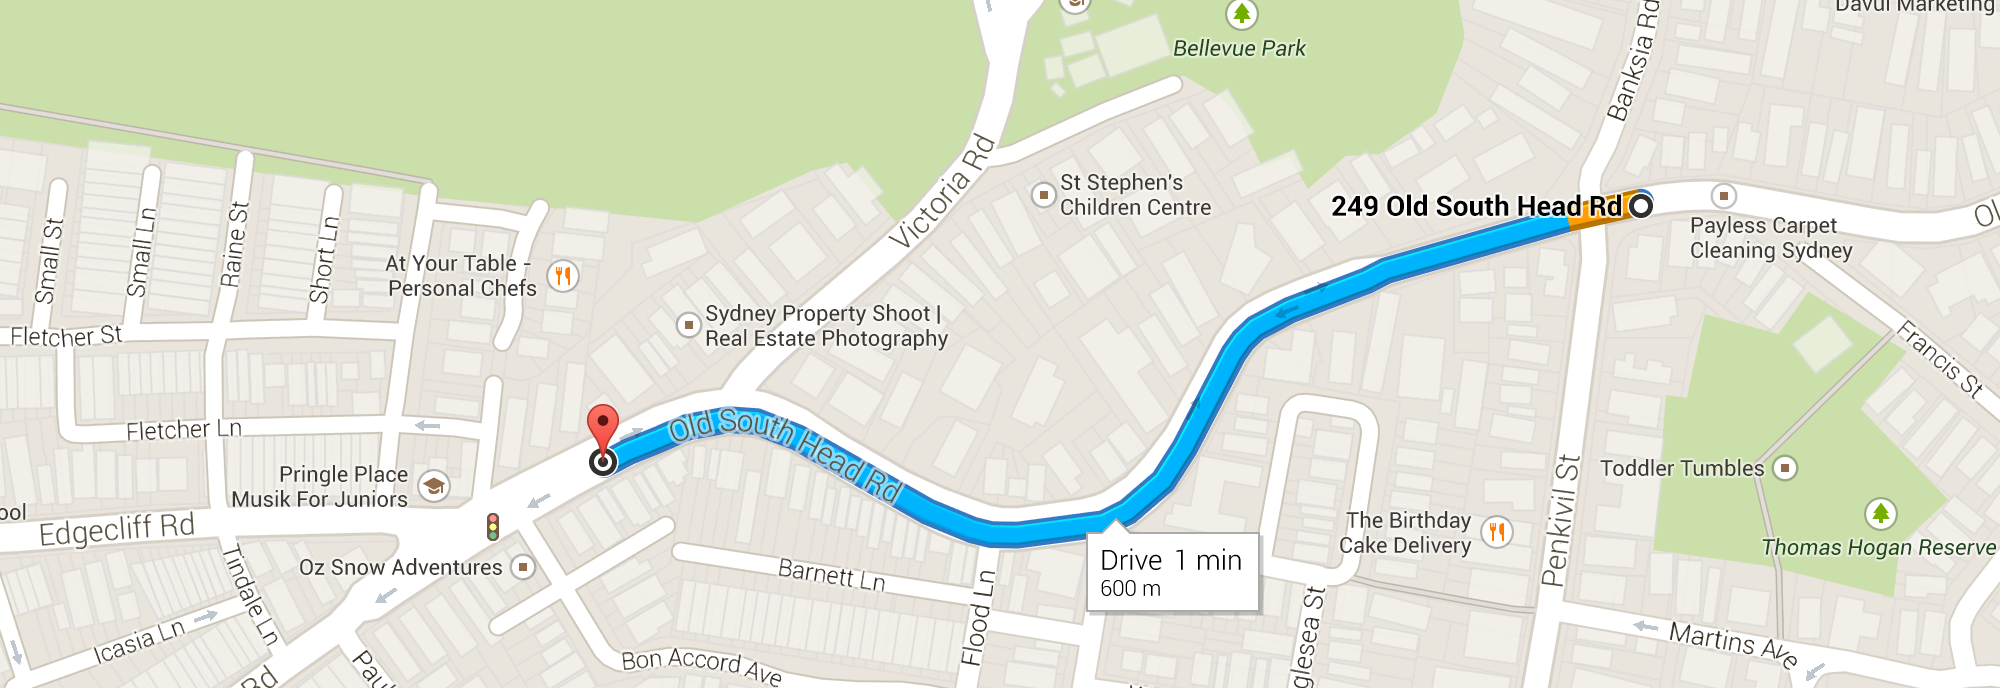 Davul Marketing
Bellevue Park
Banksia Rd
Victoria Rd
St Stephen's
Children Centre
249 Old South Head Rd
Payless Carpet
Cleaning Sydney
Small St
Small Ln
Raine St
Short Ln
At Your Table -
Personal Chefs
Sydney Property Shoot |
Real Estate Photography
Fletcher St
Francis St
Fletcher Ln
Old South Head Rd
Pringle Place
Musik For Juniors
Toddler Tumbles
Penkivil St
Edgecliff Rd
The Birthday
Cake Delivery
Thomas Hogan Reserve
Oz Snow Adventures
Drive 1 min
600 m
Barnett Ln
Tindale Ln
Flood Ln
Icasia Ln
Martins Ave
Bon Accord Ave
Rd